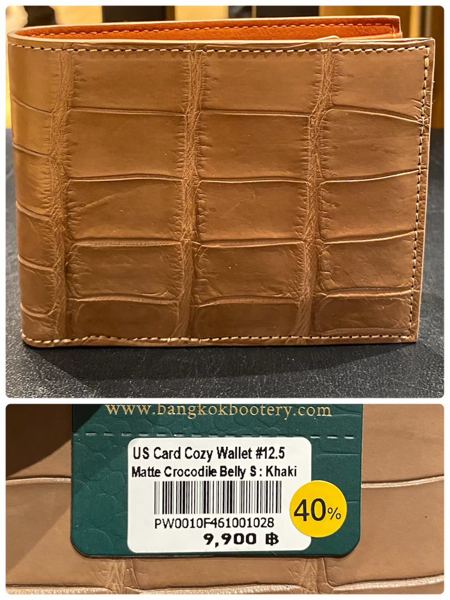 www.bangkokbootery.com
US Card Cozy Wallet #12.5
Matte Crocodile Belly S : Khaki
PW0010F461001028
9,900 ฿
40%